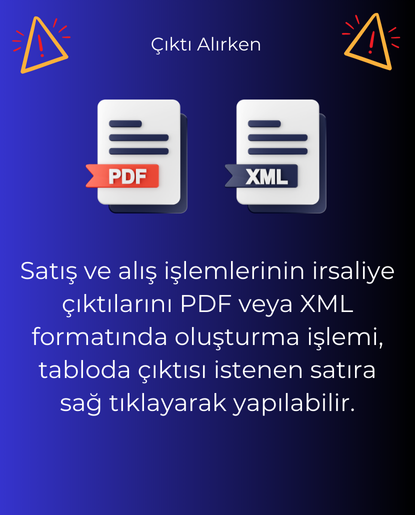 Çıktı Alırken
PDF
XML
Satış ve alış işlemlerinin irsaliye
çıktılarını PDF veya XML
formatında oluşturma işlemi,
tabloda çıktısı istenen satıra
sağ tıklayarak yapılabilir.